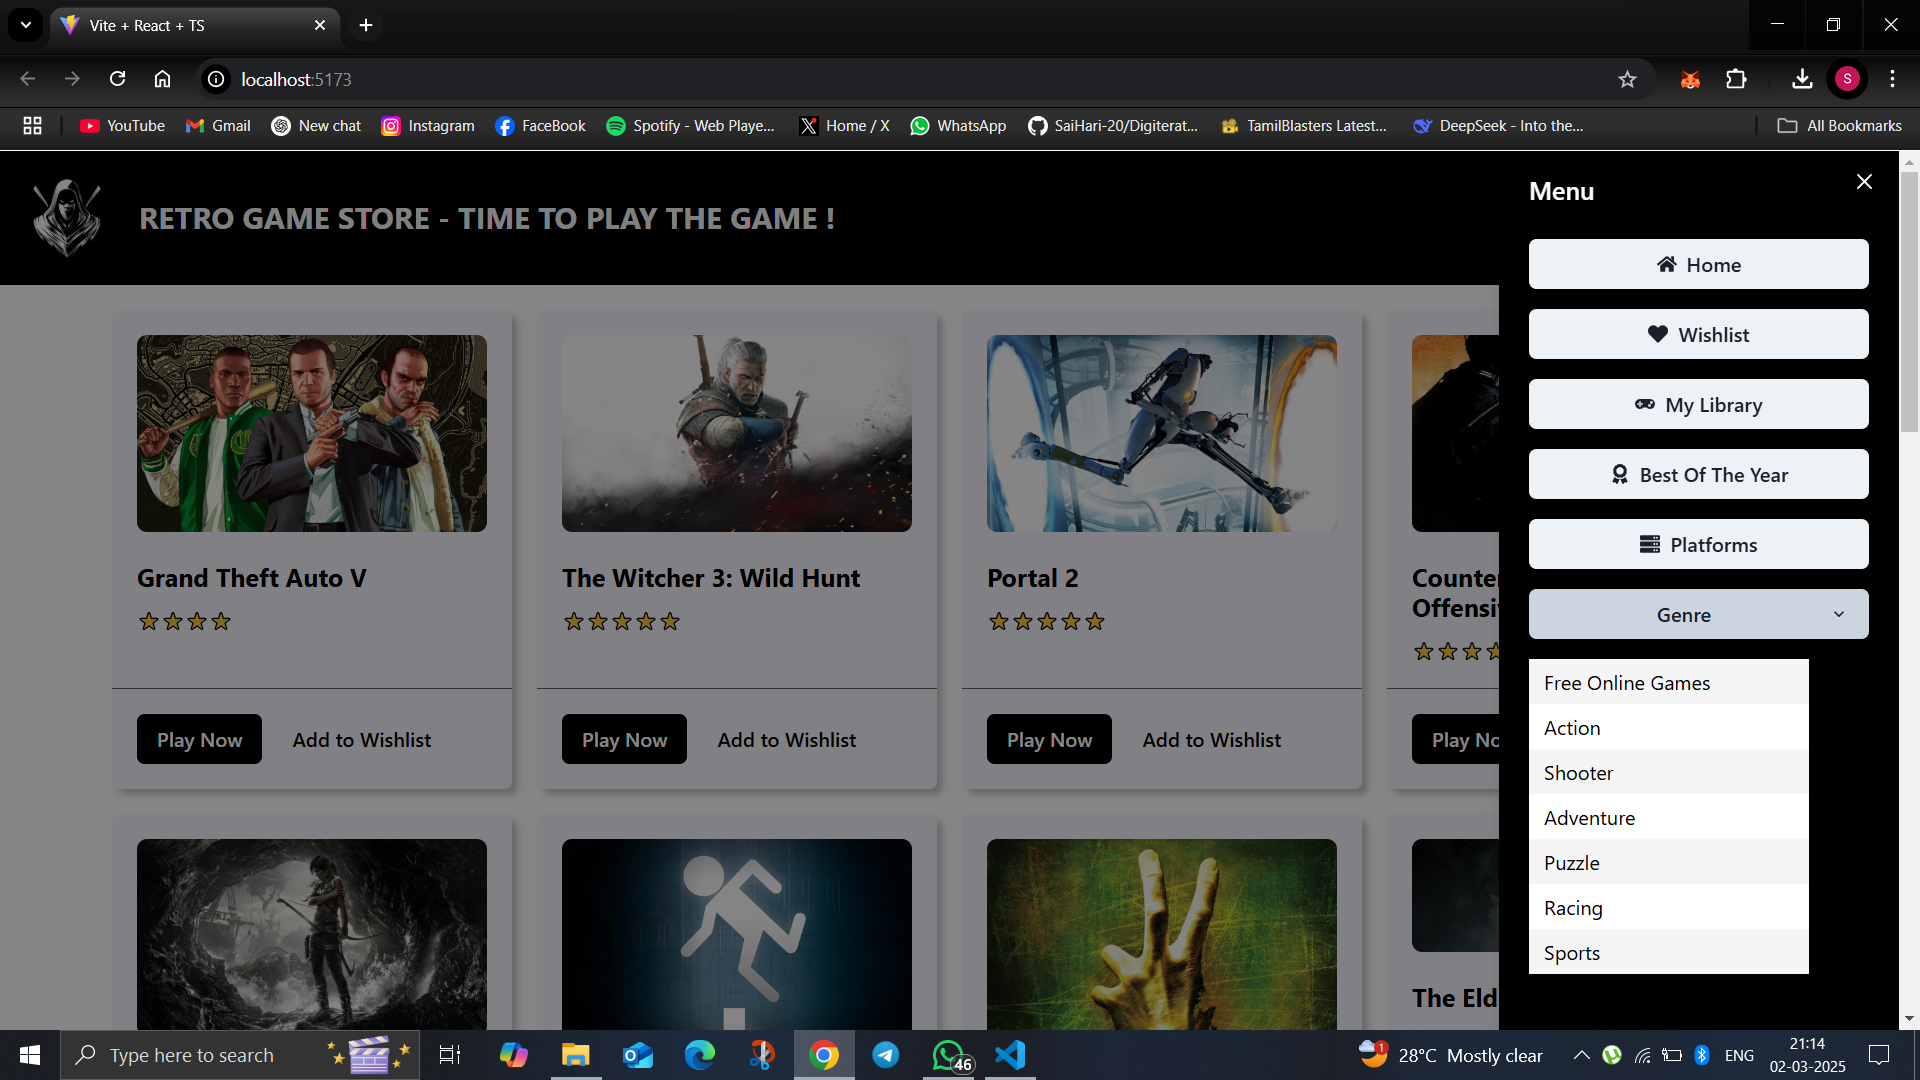 Vite + React + TS
localhost:5173
S
YouTube
Gmail
New chat
Instagram
FaceBook
Spotify - Web Playe...
Home / X
WhatsApp
SaiHari-20/Digiterat...
TamilBlasters Latest...
DeepSeek - Into the...
All Bookmarks
RETRO GAME STORE - TIME TO PLAY THE GAME !
Grand Theft Auto V
Play Now
Add to Wishlist
The Witcher 3: Wild Hunt
Play Now
Add to Wishlist
Portal 2
Play Now
Add to Wishlist
Counte
Offensi
Play No
The Eld
Menu
Home
Wishlist
My Library
Best Of The Year
Platforms
Genre
Free Online Games
Action
Shooter
Adventure
Puzzle
Racing
Sports
Type here to search
46
1
28°C Mostly clear
ENG
21:14
02-03-2025